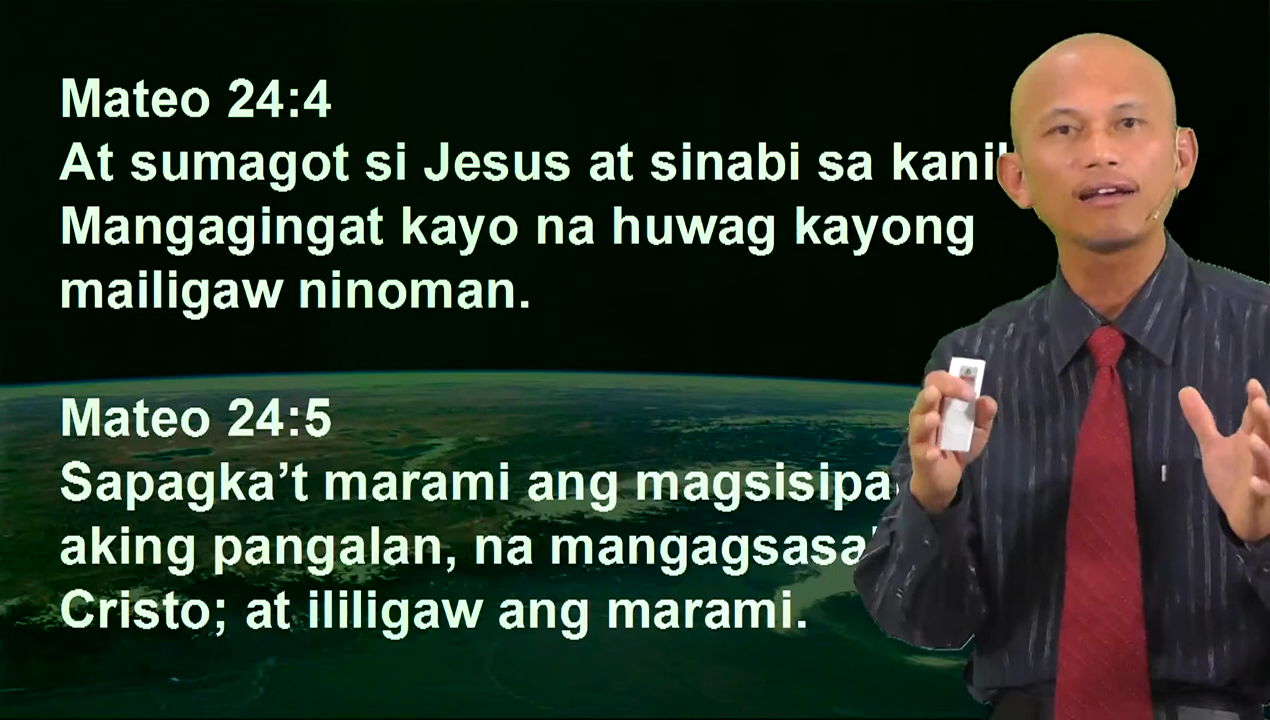 Mateo 24:4
At sumagot si Jesus at sinabi sa
Mangagingat kayo na huwag kayong
mailigaw ninoman.
Mateo 24:5
Sapagka’t marami ang
aking pangalan, na
Cristo; at ililigaw ang marami.